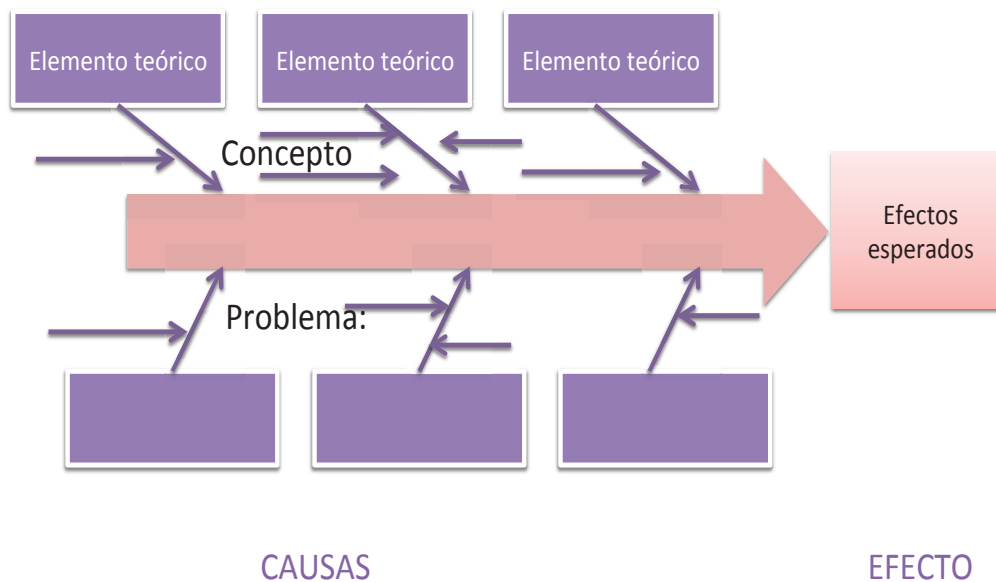 Elemento teórico
Elemento teórico
Elemento teórico
Concepto
Efectos
esperados
Problema:
CAUSAS
EFECTO